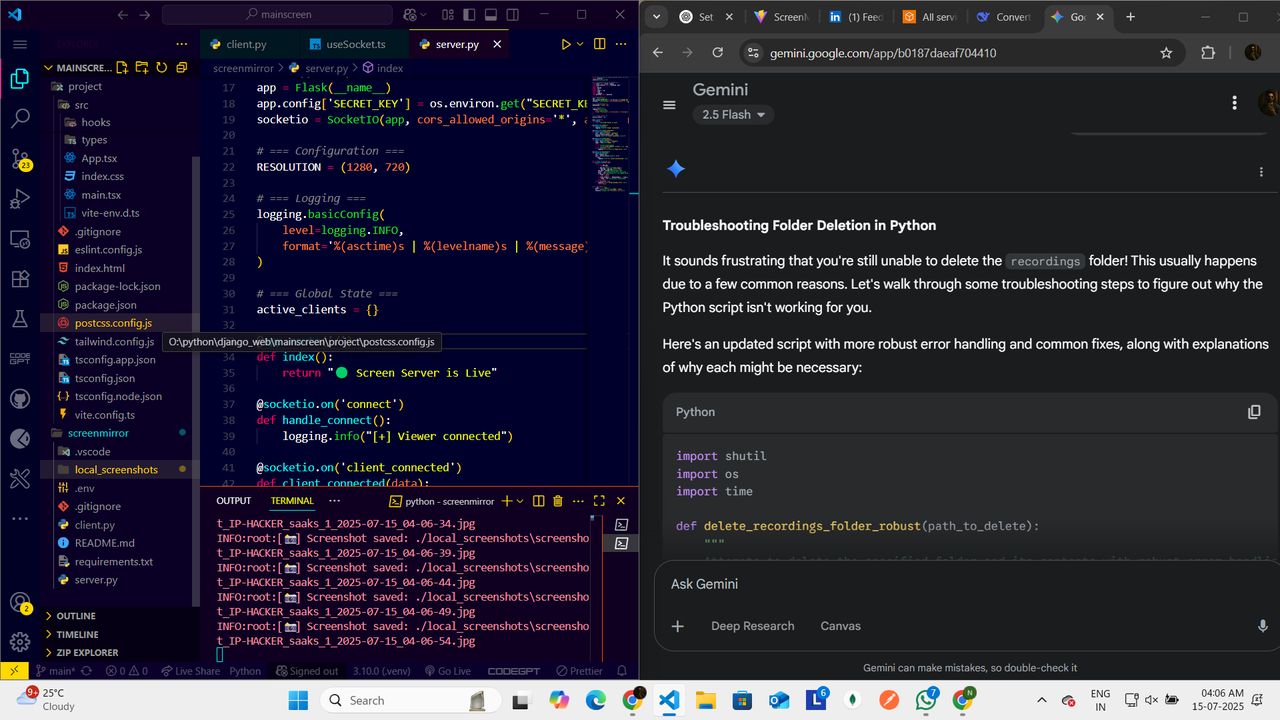 mainscreen
client.py
useSocket.ts
server.py
MAINSCRE...
project
src
hooks
types
App.tsx
index.css
main.tsx
vite-env.d.ts
.gitignore
eslint.config.js
index.html
package-lock.json
package.json
postcss.config.js
tailwind.config.js
tsconfig.app.json
tsconfig.json
tsconfig.node.json
vite.config.ts
screenmirror
.vscode
local_screenshots
.env
.gitignore
client.py
README.md
requirements.txt
server.py
OUTLINE
TIMELINE
ZIP EXPLORER
23
2
screenmirror > server.py > index
17 app = Flask(__name__)
18 app.config['SECRET_KEY'] = os.environ.get("SECRET_KE
19 socketio = SocketIO(app, cors_allowed_origins='*', a
20
21 # === Configuration ===
22 RESOLUTION = (1280, 720)
23
24 # === Logging ===
25 logging.basicConfig(
26 level=logging.INFO,
27 format='%(asctime)s | %(levelname)s | %(message)
28 )
29
30 # === Global State ===
31 active_clients = {}
32
O:\python\django_web\mainscreen\project\postcss.config.js
34 def index():
35 return "🟢 Screen Server is Live"
36
37 @socketio.on('connect')
38 def handle_connect():
39 logging.info("[+] Viewer connected")
40
41 @socketio.on('client_connected')
42 def client_connected(data):
OUTPUT TERMINAL ... python - screenmirror
t_IP-HACKER_saaks_1_2025-07-15_04-06-34.jpg
INFO:root:[📷] Screenshot saved: ./local_screenshots\screensho
t_IP-HACKER_saaks_1_2025-07-15_04-06-39.jpg
INFO:root:[📷] Screenshot saved: ./local_screenshots\screensho
t_IP-HACKER_saaks_1_2025-07-15_04-06-44.jpg
INFO:root:[📷] Screenshot saved: ./local_screenshots\screensho
t_IP-HACKER_saaks_1_2025-07-15_04-06-49.jpg
INFO:root:[📷] Screenshot saved: ./local_screenshots\screensho
t_IP-HACKER_saaks_1_2025-07-15_04-06-54.jpg
main* 0 0 Live Share Python Signed out 3.10.0 (.venv) Go Live CODEGPT Prettier
Set
ScreenM
(1) Feed
All servi
Convert
Goo
gemini.google.com/app/b0187daeaf704410
Gemini
2.5 Flash
Troubleshooting Folder Deletion in Python
It sounds frustrating that you're still unable to delete the recordings folder! This usually happens
due to a few common reasons. Let's walk through some troubleshooting steps to figure out why the
Python script isn't working for you.
Here's an updated script with more robust error handling and common fixes, along with explanations
of why each might be necessary:
Python
import shutil
import os
import time
def delete_recordings_folder_robust(path_to_delete):
"""
Ask Gemini
Deep Research
Canvas
Gemini can make mistakes, so double-check it
9+
25°C
Cloudy
Search
6
7
N
ENG
IN
04:06 AM
15-07-2025